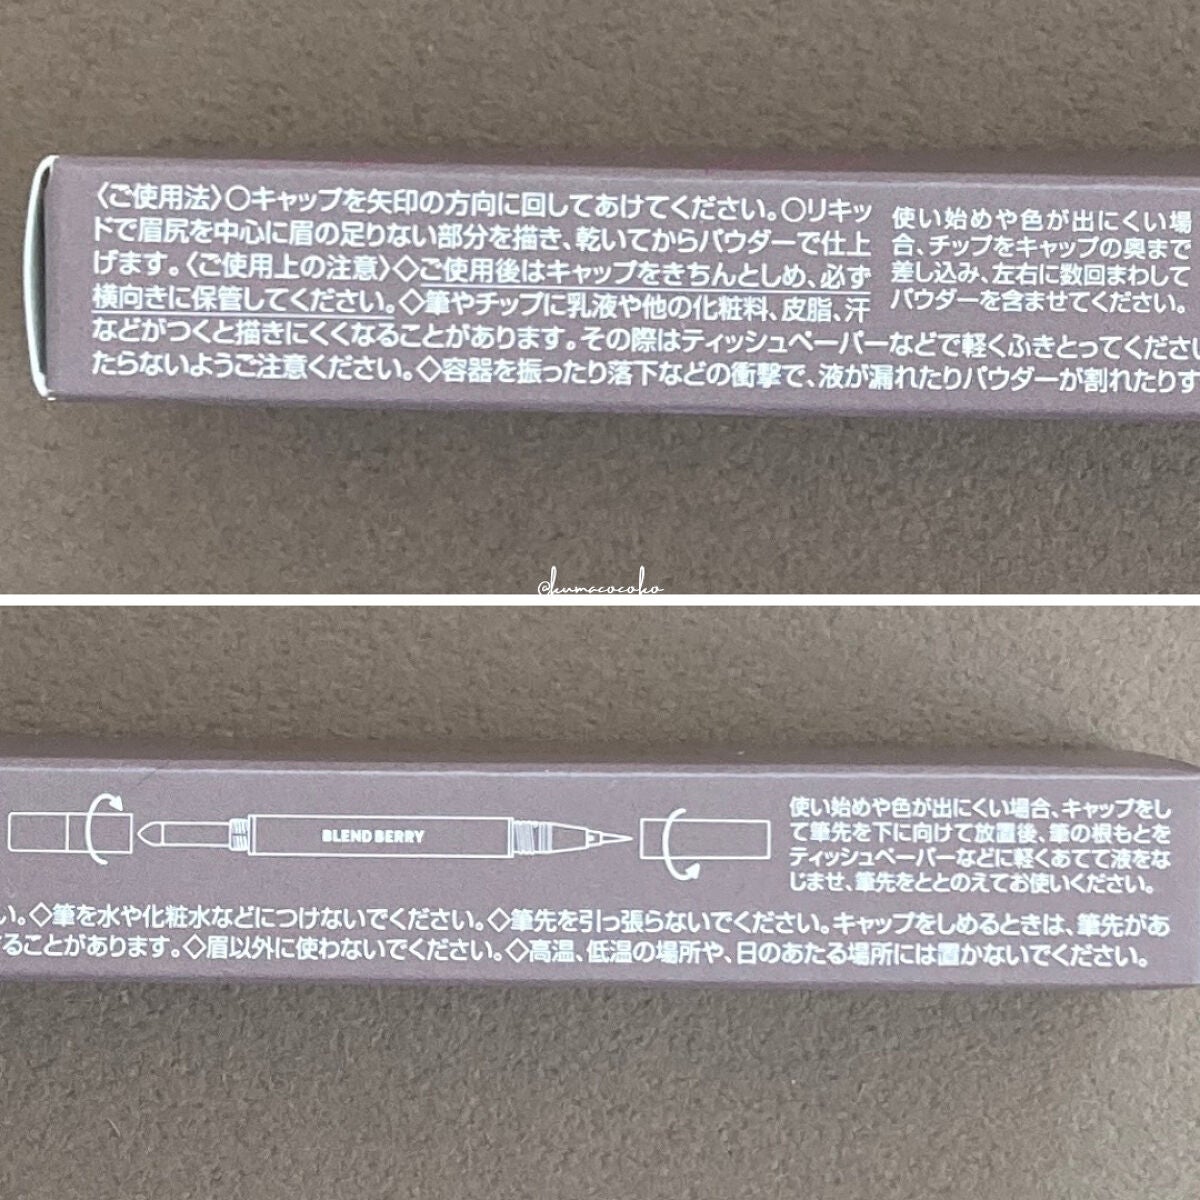 〈ご使用法〉○キャップを矢印の方向に回してあけてください。○リキッ
ドで眉尻を中心に眉の足りない部分を描き、乾いてからパウダーで仕上
げます。〈ご使用上の注意〉◇ご使用後はキャップをきちんとしめ、必ず
横向きに保管してください。◇筆やチップに乳液や他の化粧料、皮脂、汗
使い始めや色が出にくい場
合、チップをキャップの奥まで
差し込み、左右に数回まわして
パウダーを含ませてください。
などがつくと描きにくくなることがあります。その際はティッシュペーパーなどで軽くふきとってくださ
たらないようご注意ください。◇容器を振ったり落下などの衝撃で、液が漏れたりパウダーが割れたりす
@kumacocoko
BLEND BERRY
使い始めや色が出にくい場合、キャップをし
て筆先を下に向けて放置後、筆の根もとを
ティッシュペーパーなどに軽くあてて液をな
じませ、筆先をととのえてお使いください。
い。◇筆を水や化粧水などにつけないでください。◇筆先を引っ張らないでください。キャップをしめるときは、筆先があ
ることがあります。◇眉以外に使わないでください。◇高温、低温の場所や、日のあたる場所には置かないでください。